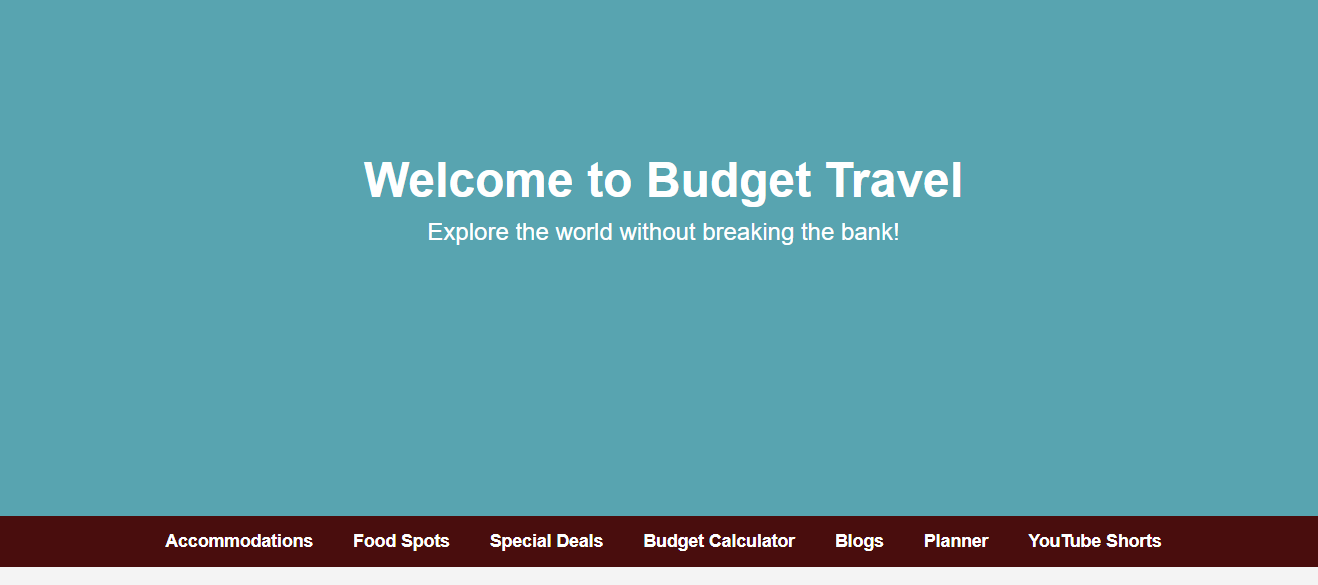 Welcome to Budget Travel
Explore the world without breaking the bank!
Accommodations Food Spots Special Deals Budget Calculator Blogs Planner YouTube Shorts